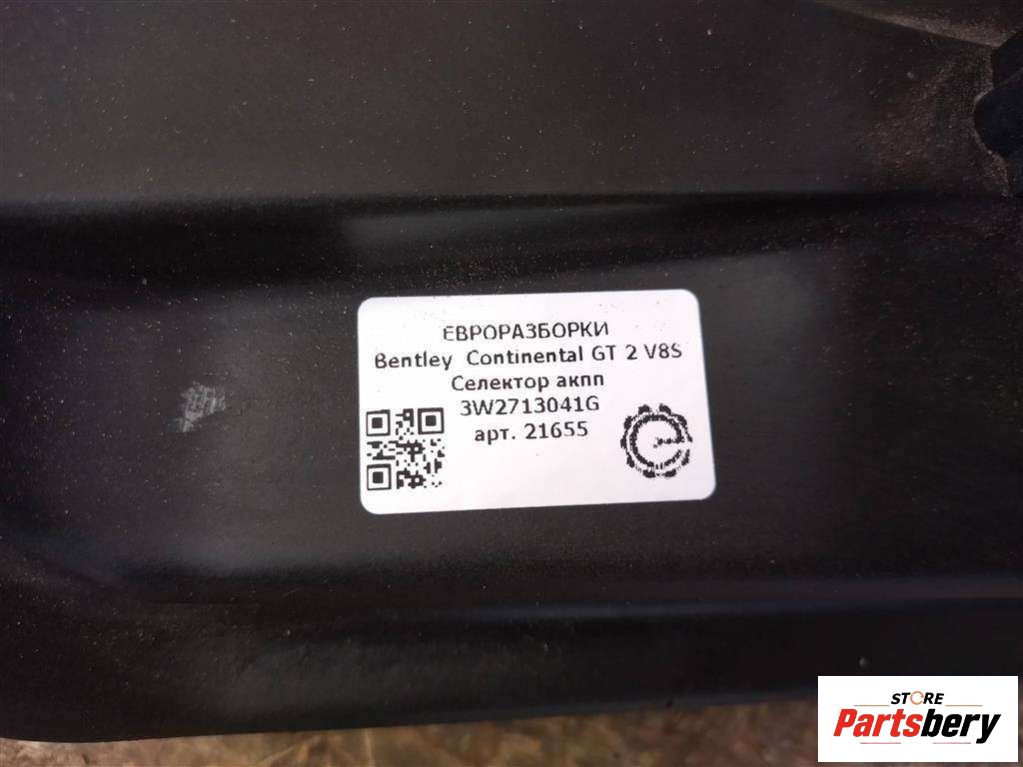 ЕВРОРАЗБОРКИ
Bentley Continental GT 2 V8S
Селектор акпп
3W2713041G
арт. 21655
STORE
Partsbery